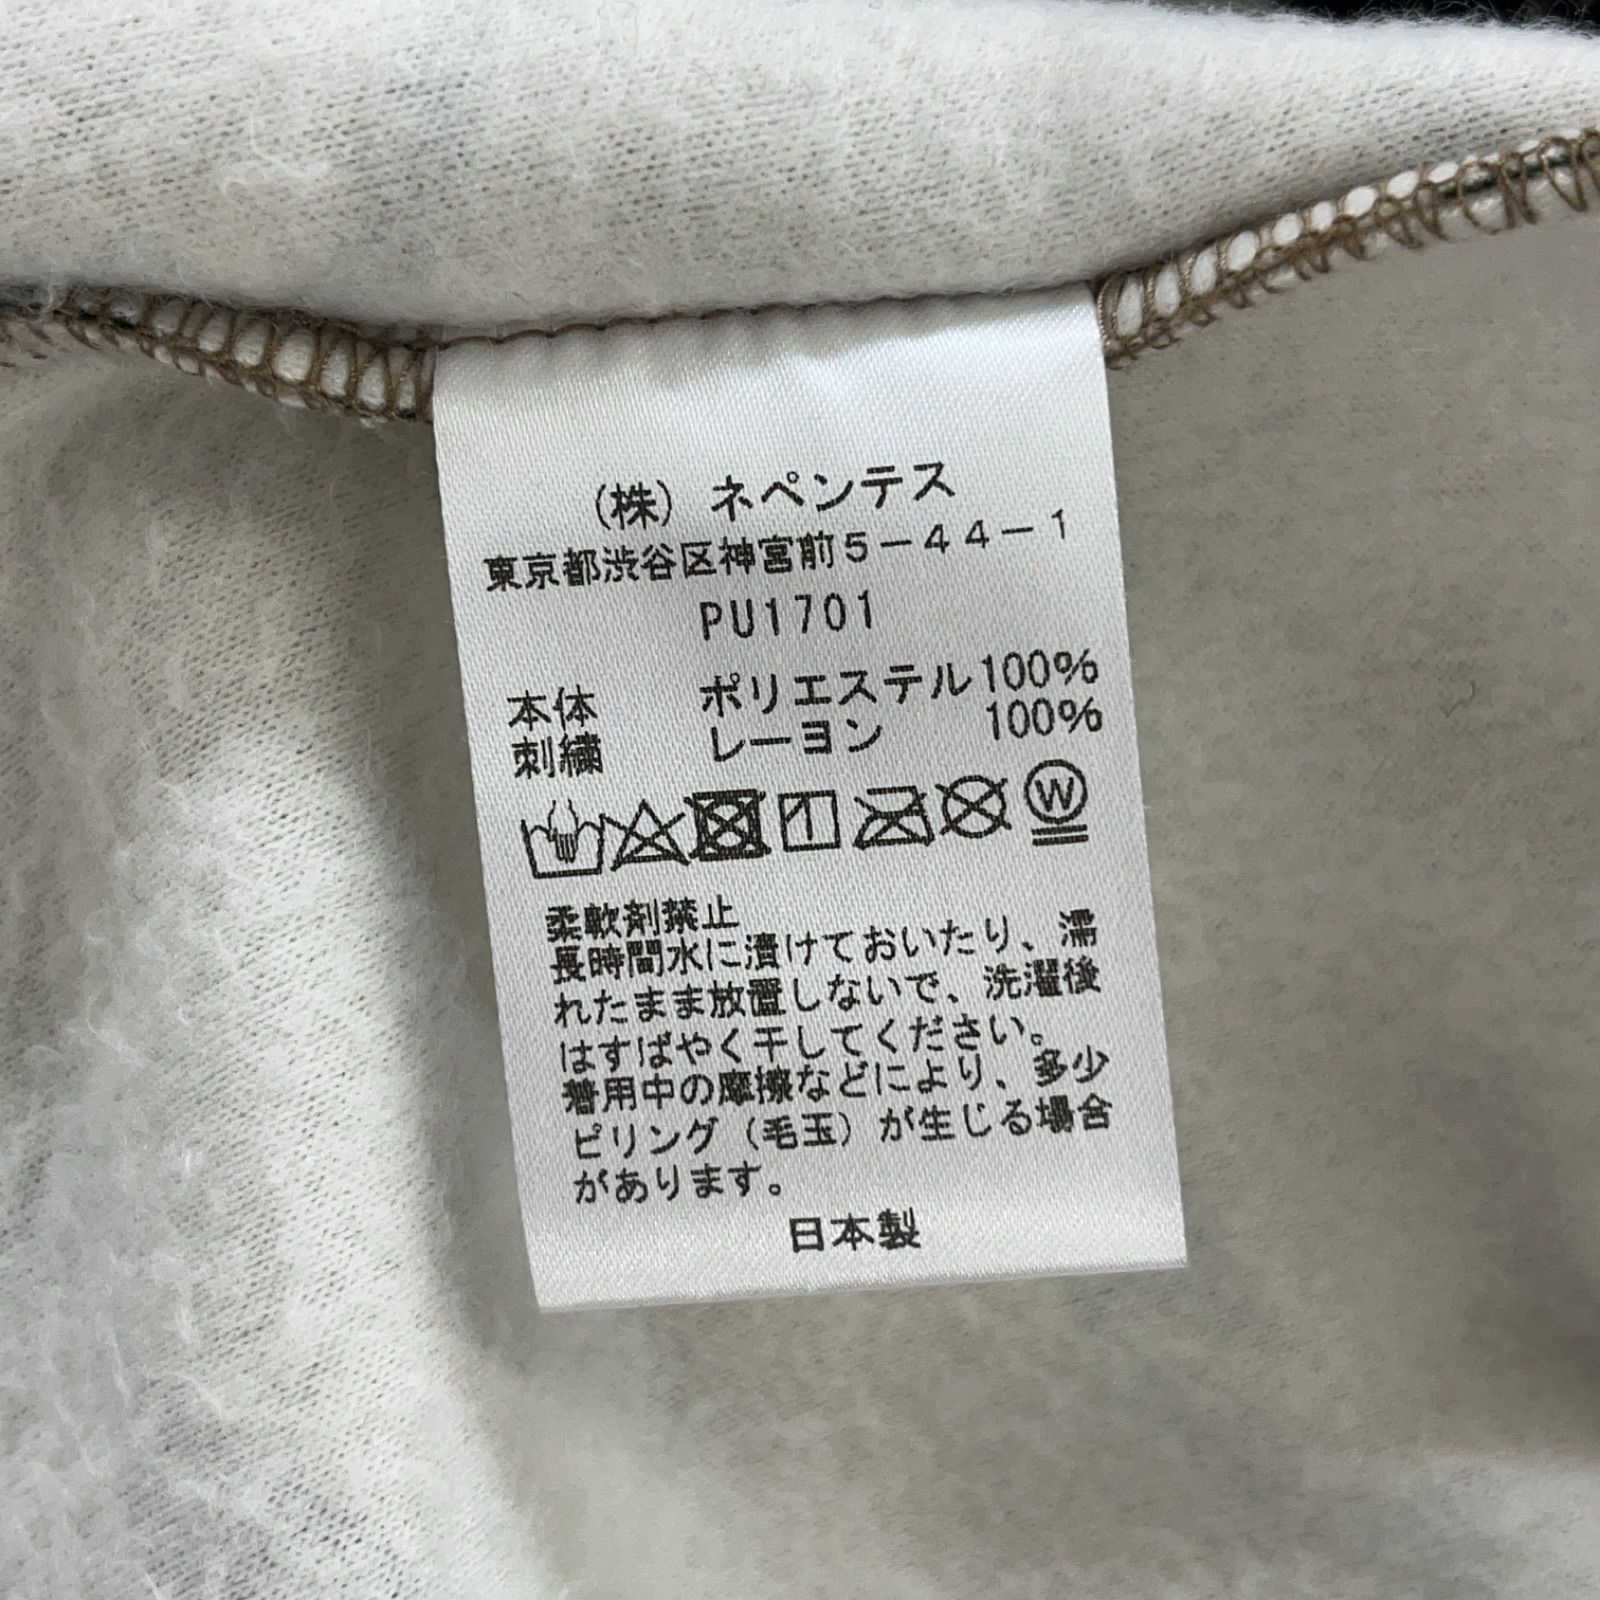 (株) ネペンテス
東京都渋谷区神宮前5-44-1
PU1701
本体 ポリエステル100%
刺繍 レーヨン 100%
W
柔軟剤禁止
長時間水に漬けておいたり、濡
れたまま放置しないで、洗濯後
はすばやく干してください。
着用中の摩擦などにより、多少
ピリング(毛玉)が生じる場合
があります。
日本製